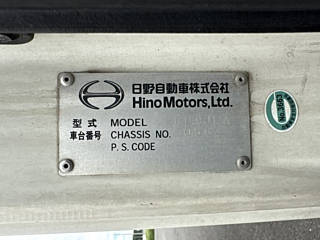 日野自動車株式会社
Hino Motors, Ltd.
型式 MODEL
車台番号 CHASSIS NO.
P. S. CODE